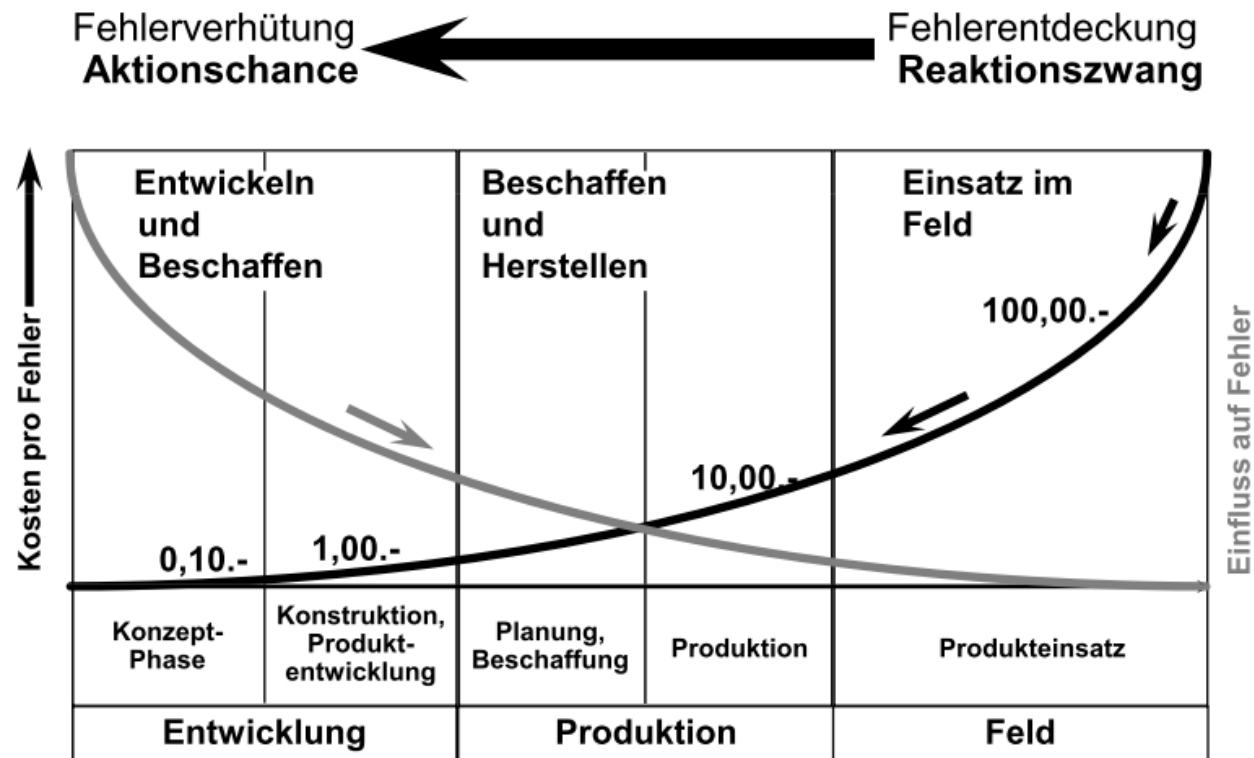 Fehlerverhütung
Aktionschance
Fehlerentdeckung
Reaktionszwang
Kosten pro Fehler
Entwickeln
und
Beschaffen
Beschaffen
und
Herstellen
Einsatz im
Feld
100,00.-
10,00.-
1,00.-
0,10.-
Einfluss auf Fehler
Konzept-
Phase
Konstruktion,
Produkt-
entwicklung
Planung,
Beschaffung
Produktion
Produkteinsatz
Entwicklung
Produktion
Feld